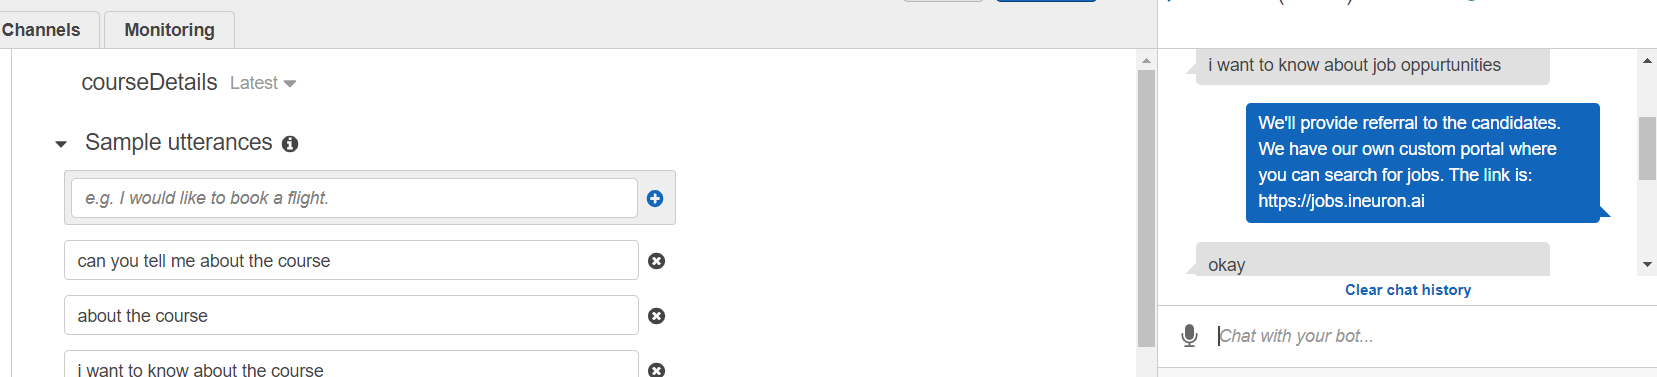 Channels
Monitoring
courseDetails Latest
Sample utterances
e.g. I would like to book a flight.
can you tell me about the course
about the course
i want to know about the course
i want to know about job oppurtunities
We'll provide referral to the candidates.
We have our own custom portal where
you can search for jobs. The link is:
https://jobs.ineuron.ai
okay
Clear chat history
Chat with your bot...